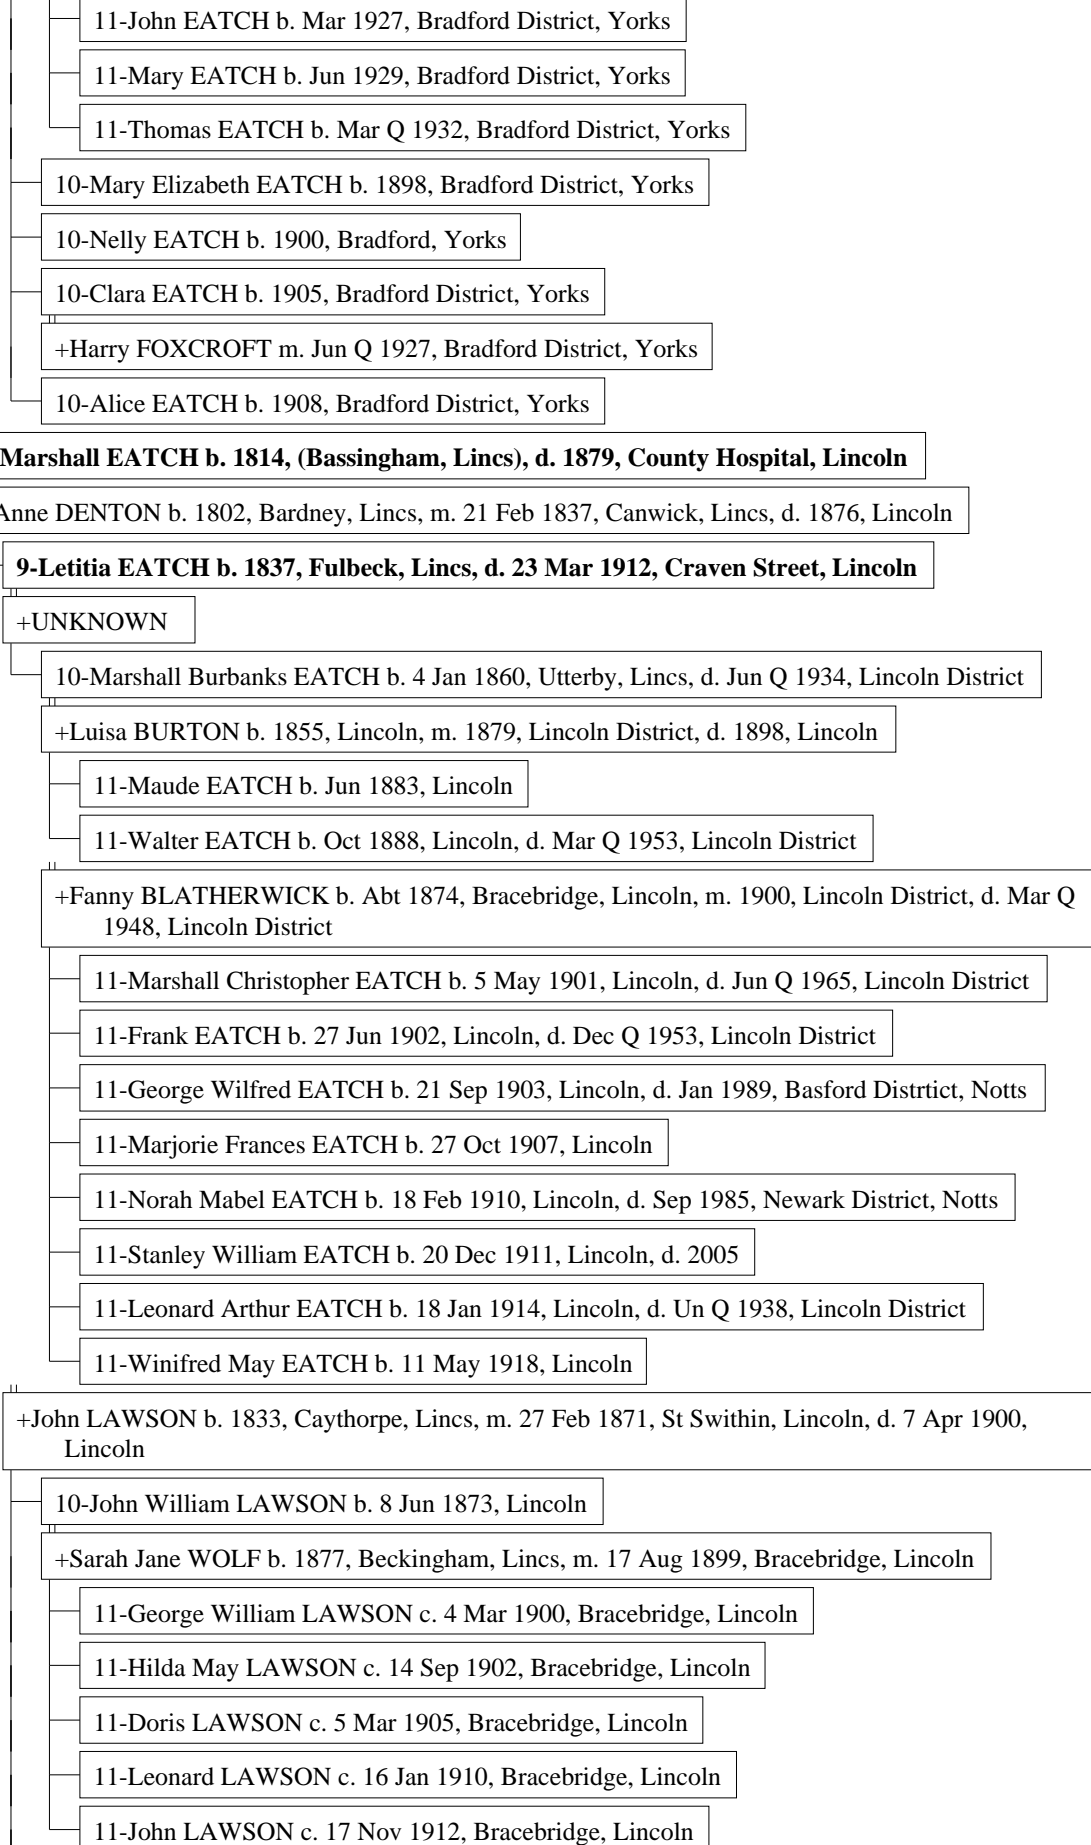 11-John EATCH b. Mar 1927, Bradford District, Yorks
11-Mary EATCH b. Jun 1929, Bradford District, Yorks
11-Thomas EATCH b. Mar Q 1932, Bradford District, Yorks
10-Mary Elizabeth EATCH b. 1898, Bradford District, Yorks
10-Nelly EATCH b. 1900, Bradford, Yorks
10-Clara EATCH b. 1905, Bradford District, Yorks
+Harry FOXCROFT m. Jun Q 1927, Bradford District, Yorks
10-Alice EATCH b. 1908, Bradford District, Yorks
Marshall EATCH b. 1814, (Bassingham, Lincs), d. 1879, County Hospital, Lincoln
Anne DENTON b. 1802, Bardney, Lincs, m. 21 Feb 1837, Canwick, Lincs, d. 1876, Lincoln
9-Letitia EATCH b. 1837, Fulbeck, Lincs, d. 23 Mar 1912, Craven Street, Lincoln
+UNKNOWN
10-Marshall Burbanks EATCH b. 4 Jan 1860, Utterby, Lincs, d. Jun Q 1934, Lincoln District
+Luisa BURTON b. 1855, Lincoln, m. 1879, Lincoln District, d. 1898, Lincoln
11-Maude EATCH b. Jun 1883, Lincoln
11-Walter EATCH b. Oct 1888, Lincoln, d. Mar Q 1953, Lincoln District
+Fanny BLATHERWICK b. Abt 1874, Bracebridge, Lincoln, m. 1900, Lincoln District, d. Mar Q
1948, Lincoln District
11-Marshall Christopher EATCH b. 5 May 1901, Lincoln, d. Jun Q 1965, Lincoln District
11-Frank EATCH b. 27 Jun 1902, Lincoln, d. Dec Q 1953, Lincoln District
11-George Wilfred EATCH b. 21 Sep 1903, Lincoln, d. Jan 1989, Basford Distrtict, Notts
11-Marjorie Frances EATCH b. 27 Oct 1907, Lincoln
11-Norah Mabel EATCH b. 18 Feb 1910, Lincoln, d. Sep 1985, Newark District, Notts
11-Stanley William EATCH b. 20 Dec 1911, Lincoln, d. 2005
11-Leonard Arthur EATCH b. 18 Jan 1914, Lincoln, d. Un Q 1938, Lincoln District
11-Winifred May EATCH b. 11 May 1918, Lincoln
+John LAWSON b. 1833, Caythorpe, Lincs, m. 27 Feb 1871, St Swithin, Lincoln, d. 7 Apr 1900,
Lincoln
10-John William LAWSON b. 8 Jun 1873, Lincoln
+Sarah Jane WOLF b. 1877, Beckingham, Lincs, m. 17 Aug 1899, Bracebridge, Lincoln
11-George William LAWSON c. 4 Mar 1900, Bracebridge, Lincoln
11-Hilda May LAWSON c. 14 Sep 1902, Bracebridge, Lincoln
11-Doris LAWSON c. 5 Mar 1905, Bracebridge, Lincoln
11-Leonard LAWSON c. 16 Jan 1910, Bracebridge, Lincoln
11-John LAWSON c. 17 Nov 1912, Bracebridge, Lincoln